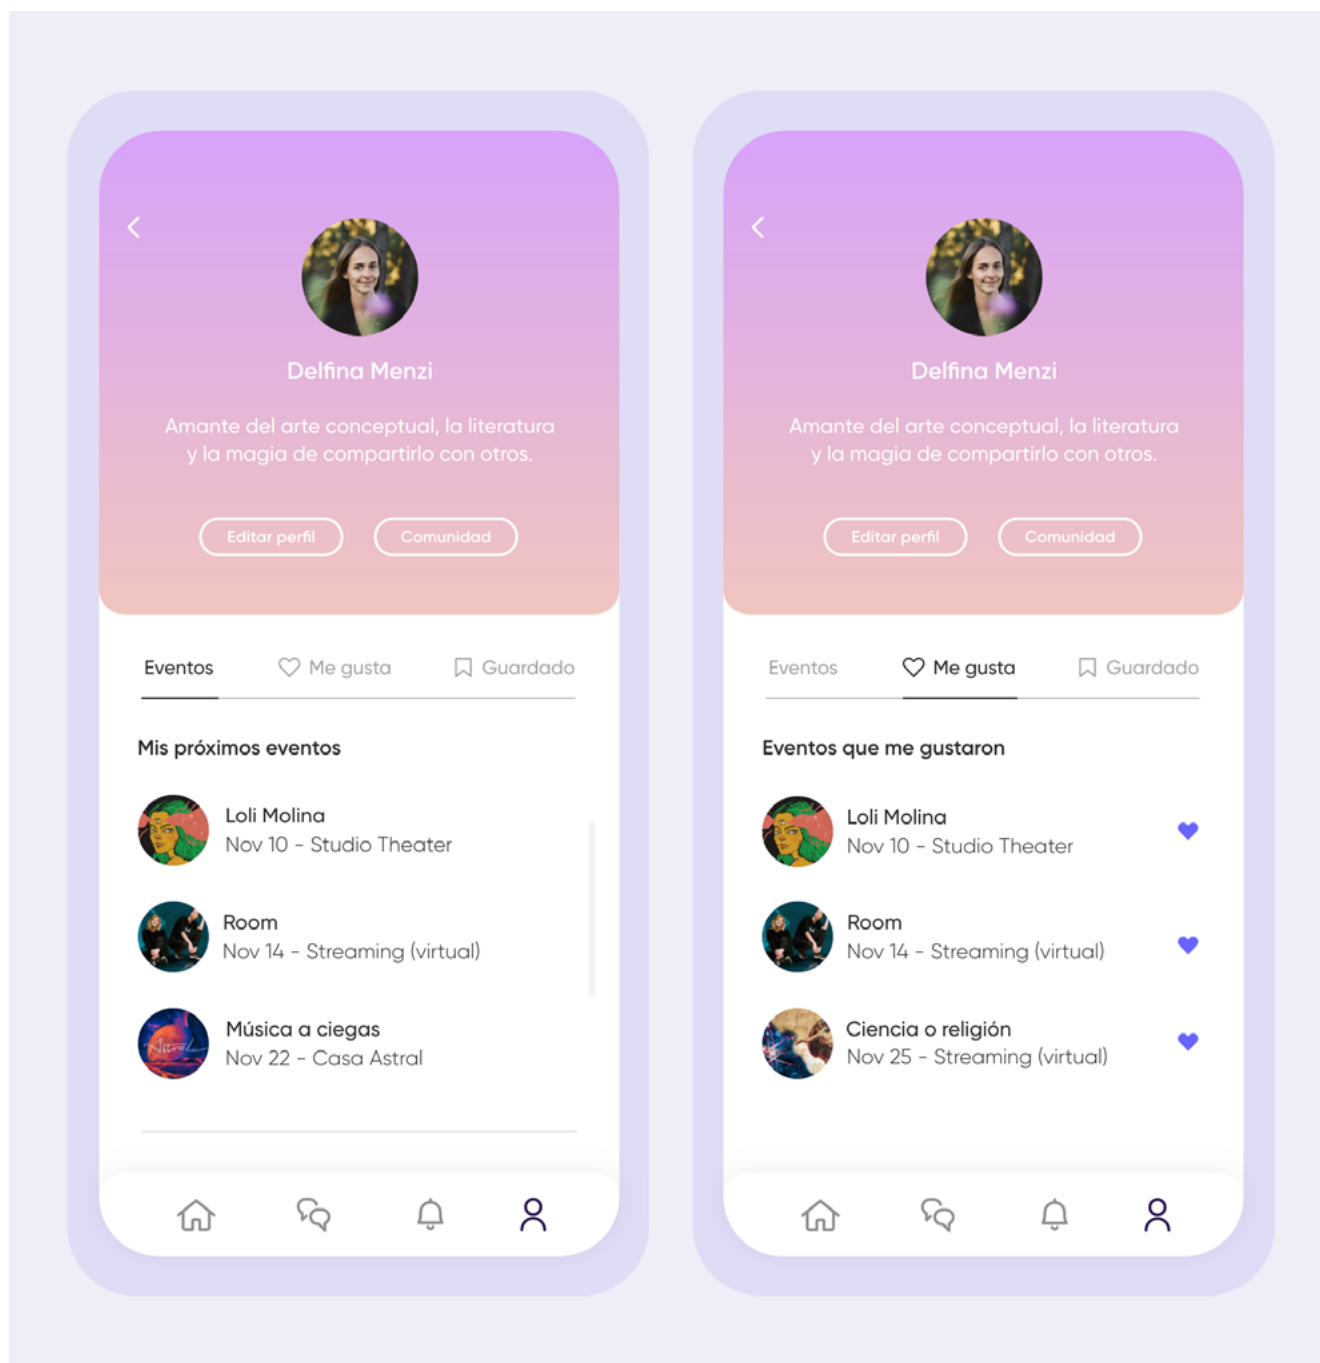 Delfina Menzi
Amante del arte conceptual, la literatura
y la magia de compartirlo con otros.
Editar perfil
Comunidad
Eventos
Me gusta
Guardado
Mis próximos eventos
Loli Molina
Nov 10 - Studio Theater
Room
Nov 14 - Streaming (virtual)
Astral
Música a ciegas
Nov 22 - Casa Astral
Delfina Menzi
Amante del arte conceptual, la literatura
y la magia de compartirlo con otros.
Editar perfil
Comunidad
Eventos
Me gusta
Guardado
Eventos que me gustaron
Loli Molina
Nov 10 - Studio Theater
Room
Nov 14 - Streaming (virtual)
Ciencia o religión
Nov 25 - Streaming (virtual)